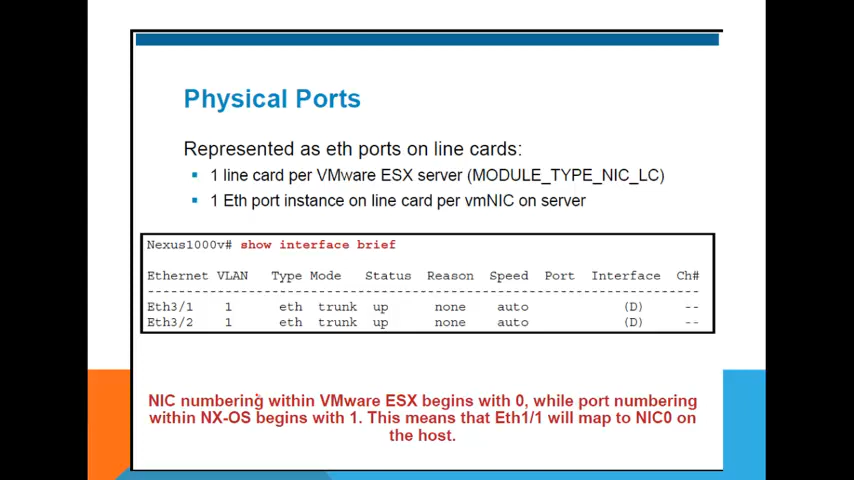 Physical Ports
Represented as eth ports on line cards:
▪ 1 line card per VMware ESX server (MODULE_TYPE_NIC_LC)
▪ 1 Eth port instance on line card per vmNIC on server
Nexus1000v# show interface brief
Ethernet VLAN Type Mode Status Reason Speed Port Interface Ch#
--------------------------------------------------------------------------------
Eth3/1 1 eth trunk up none auto (D) --
Eth3/2 1 eth trunk up none auto (D) --
NIC numbering within VMware ESX begins with 0, while port numbering
within NX-OS begins with 1. This means that Eth1/1 will map to NIC0 on
the host.